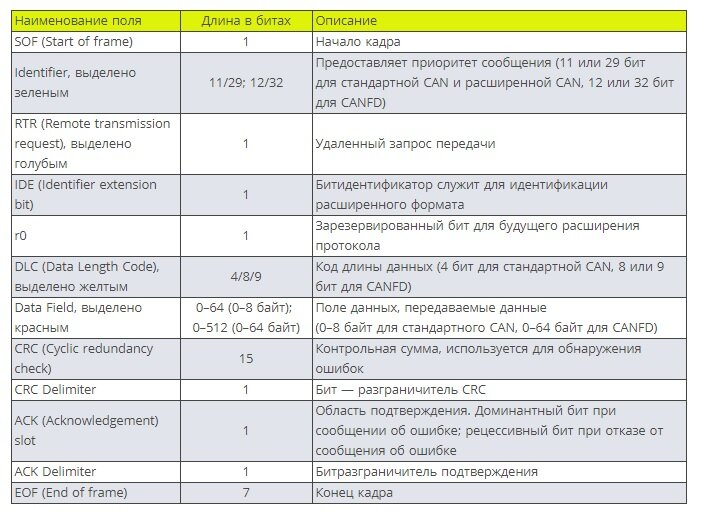 Наименование поля Длина в битах Описание
SOF (Start of frame) 1 Начало кадра
Identifier, выделено зеленым 11/29; 12/32 Предоставляет приоритет сообщения (11 или 29 бит
для стандартной CAN и расширенной CAN, 12 или 32 бит
для CANFD)
RTR (Remote transmission
request), выделено
голубым
1
Удаленный запрос передачи
IDE (Identifier extension
bit)
1
Битидентификатор служит для идентификации
расширенного формата
r0
1
Зарезервированный бит для будущего расширения
протокола
DLC (Data Length Code),
выделено желтым
4/8/9
Код длины данных (4 бит для стандартной CAN, 8 или 9
бит для CANFD)
Data Field, выделено
красным
0–64 (0–8 байт);
0–512 (0–64 байт)
Поле данных, передаваемые данные
(0–8 байт для стандартного CAN, 0–64 байт для CANFD)
CRC (Cyclic redundancy
check)
15
Контрольная сумма, используется для обнаружения
ошибок
CRC Delimiter 1 Бит — разграничитель CRC
ACK (Acknowledgement)
slot
1
Область подтверждения. Доминантный бит при
сообщении об ошибке; рецессивный бит при отказе от
сообщения об ошибке
ACK Delimiter 1 Битразграничитель подтверждения
EOF (End of frame) 7 Конец кадра